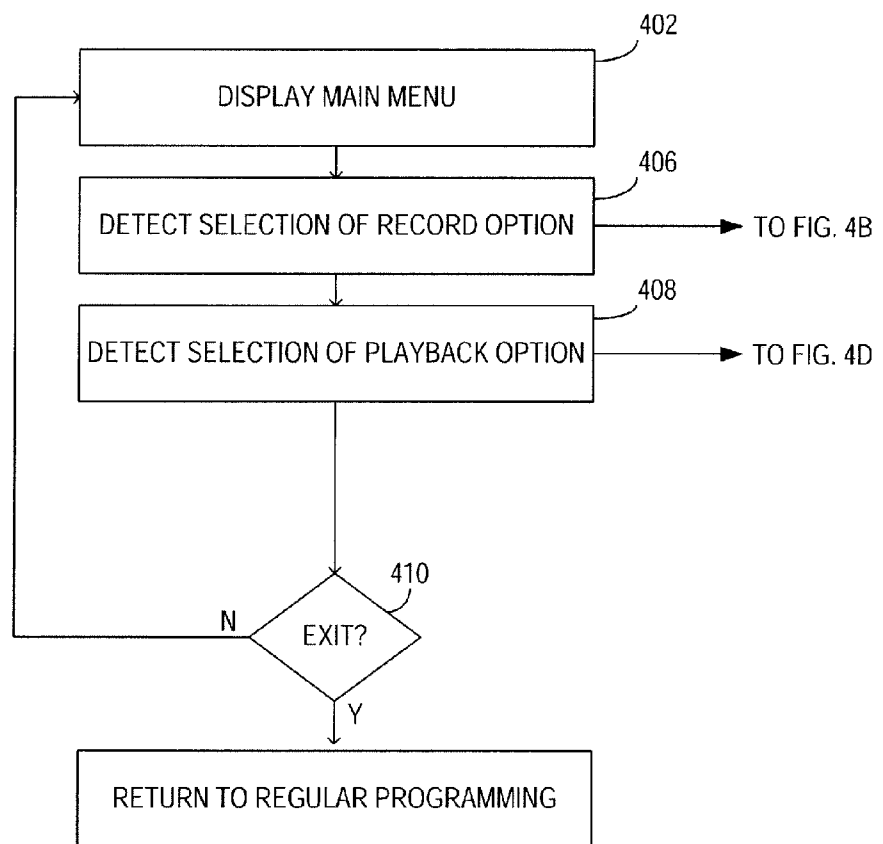 402
DISPLAY MAIN MENU
406
DETECT SELECTION OF RECORD OPTION
TO FIG. 4B
408
DETECT SELECTION OF PLAYBACK OPTION
TO FIG. 4D
410
N
EXIT?
Y
RETURN TO REGULAR PROGRAMMING